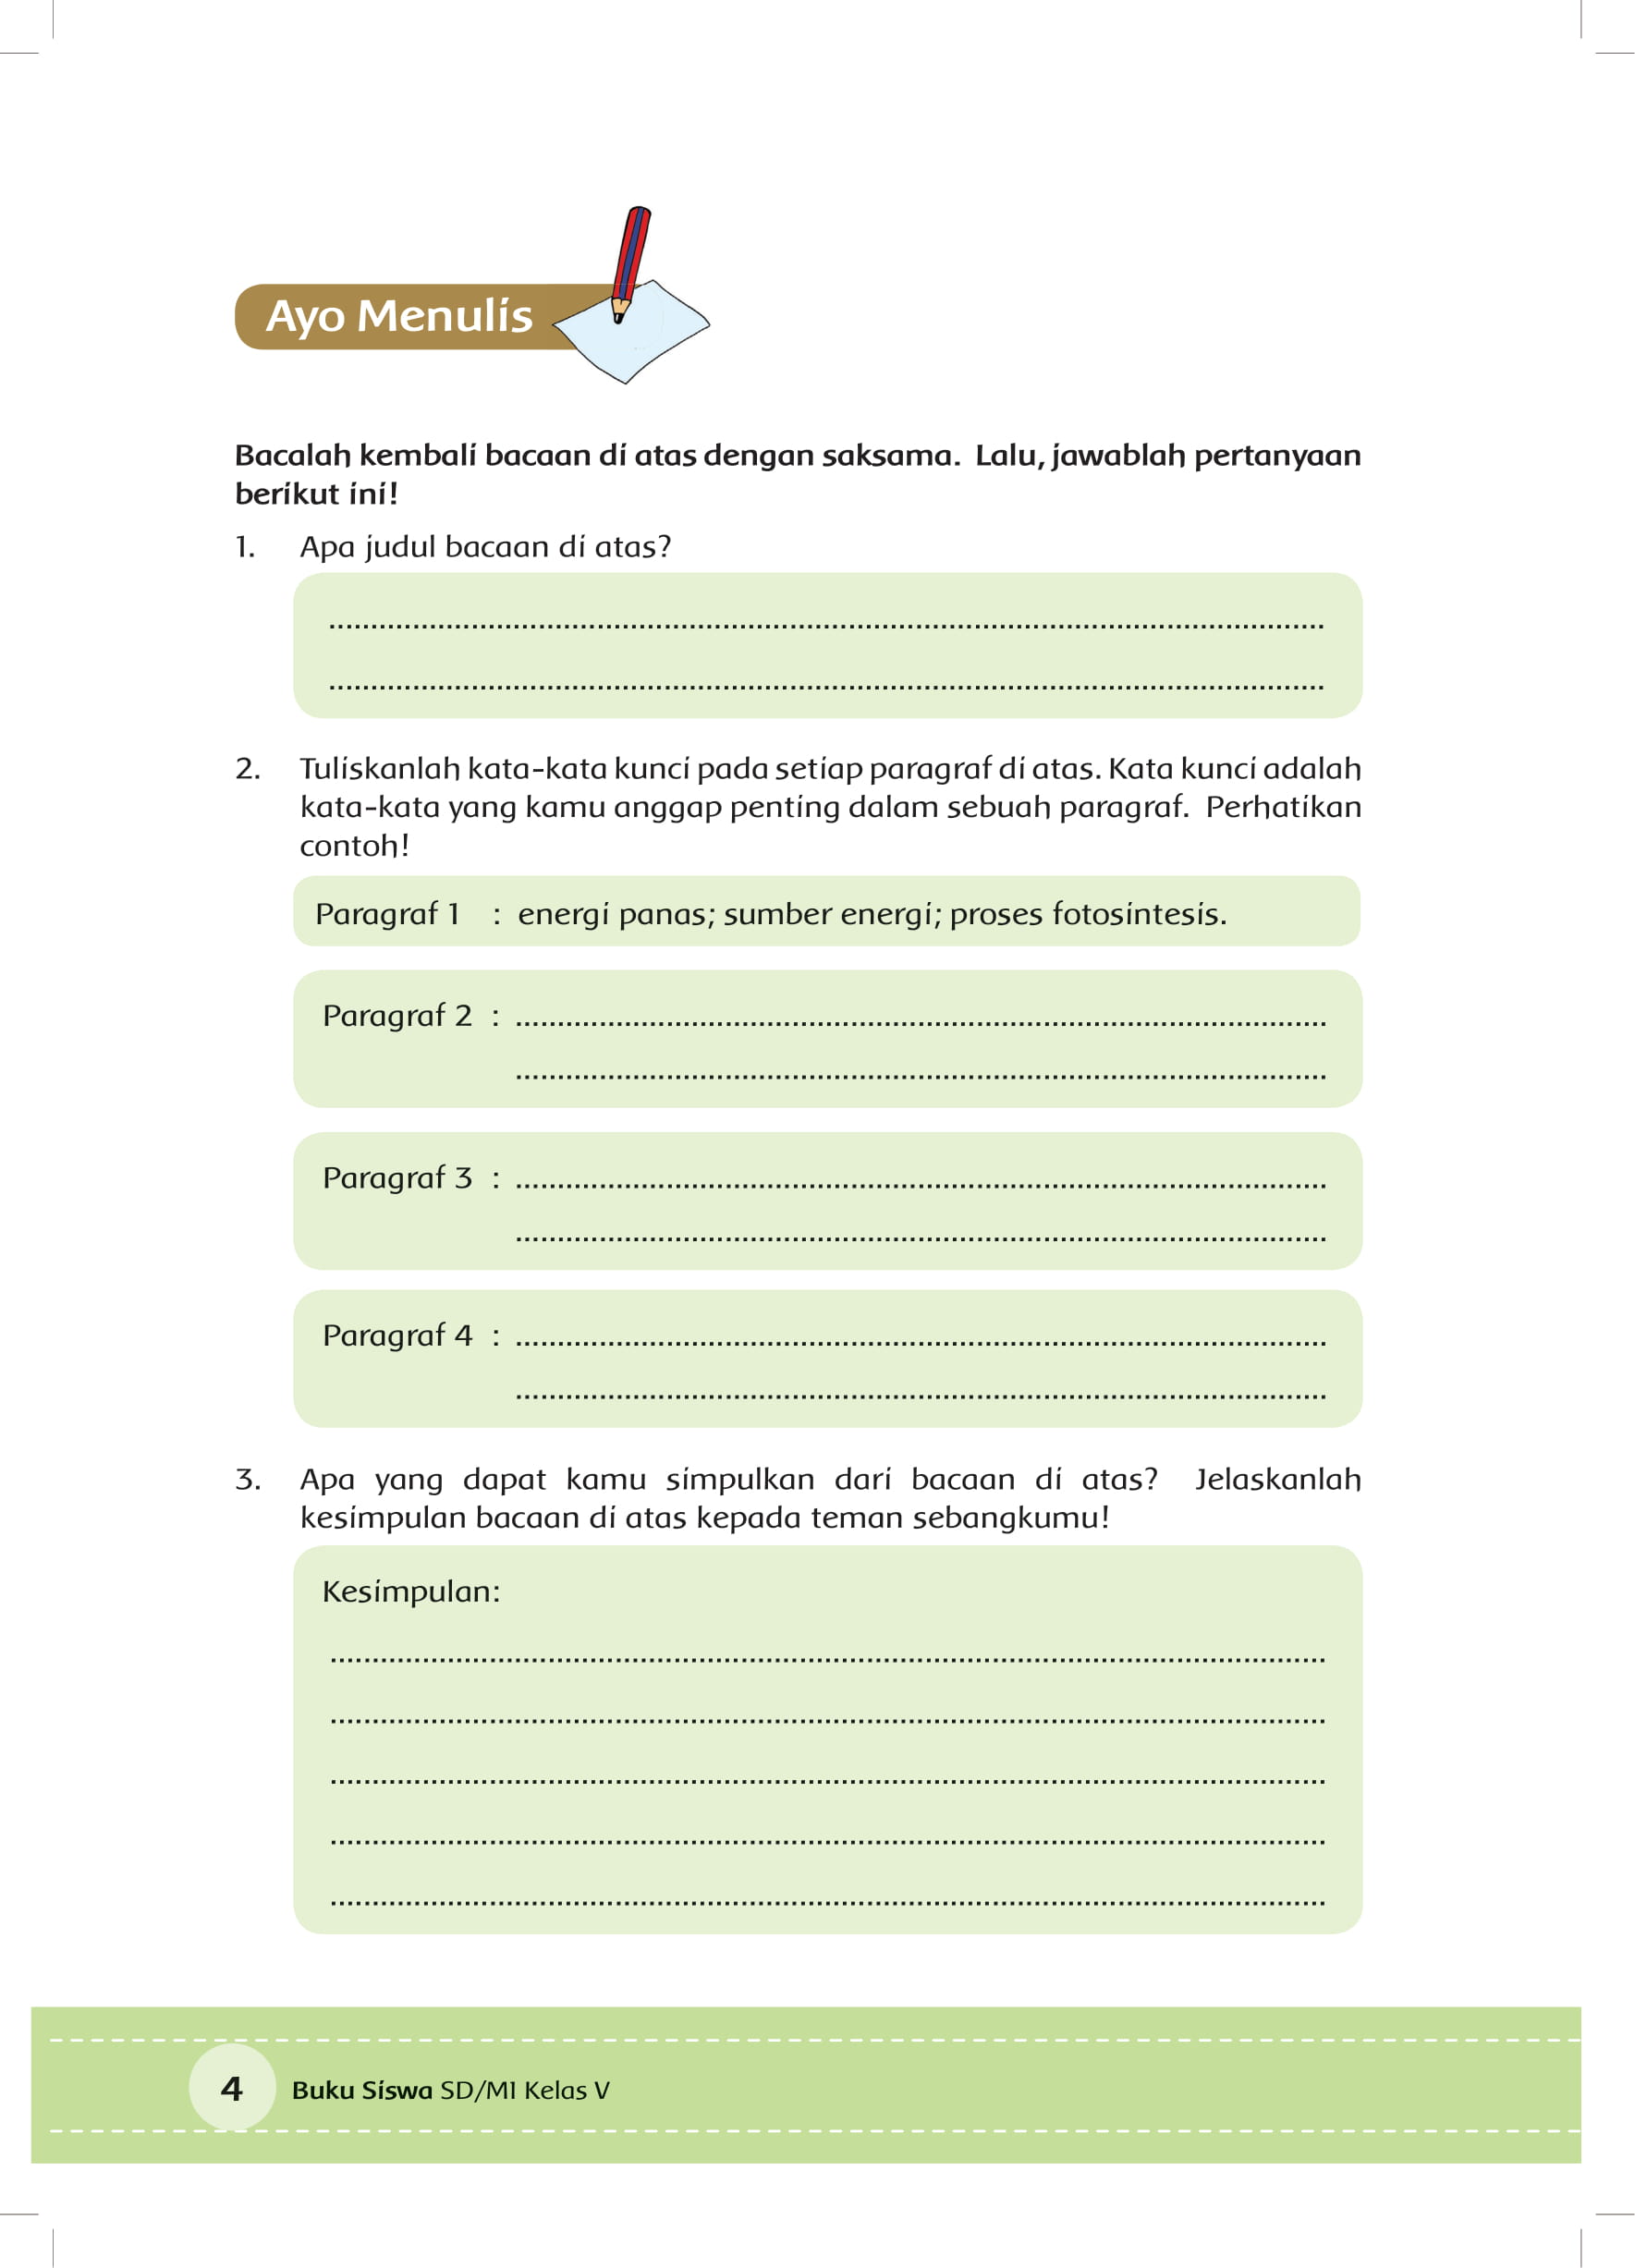 Ayo Menulis
Bacalah kembali bacaan di atas dengan saksama.  Lalu, jawablah pertanyaan
berikut ini!
1. Apa judul bacaan di atas?
....................................................................................................................
....................................................................................................................
2. Tuliskanlah kata-kata kunci pada setiap paragraf di atas. Kata kunci adalah
kata-kata yang kamu anggap penting dalam sebuah paragraf.  Perhatikan
contoh!
Paragraf 1 : energi panas; sumber energi; proses fotosintesis.
Paragraf 2 : ...............................................................................................
...............................................................................................
Paragraf 3 : ...............................................................................................
...............................................................................................
Paragraf 4 : ...............................................................................................
...............................................................................................
3. Apa yang dapat kamu simpulkan dari bacaan di atas?  Jelaskanlah
kesimpulan bacaan di atas kepada teman sebangkumu!
Kesimpulan:
....................................................................................................................
....................................................................................................................
....................................................................................................................
....................................................................................................................
....................................................................................................................
4 Buku Siswa SD/MI Kelas V